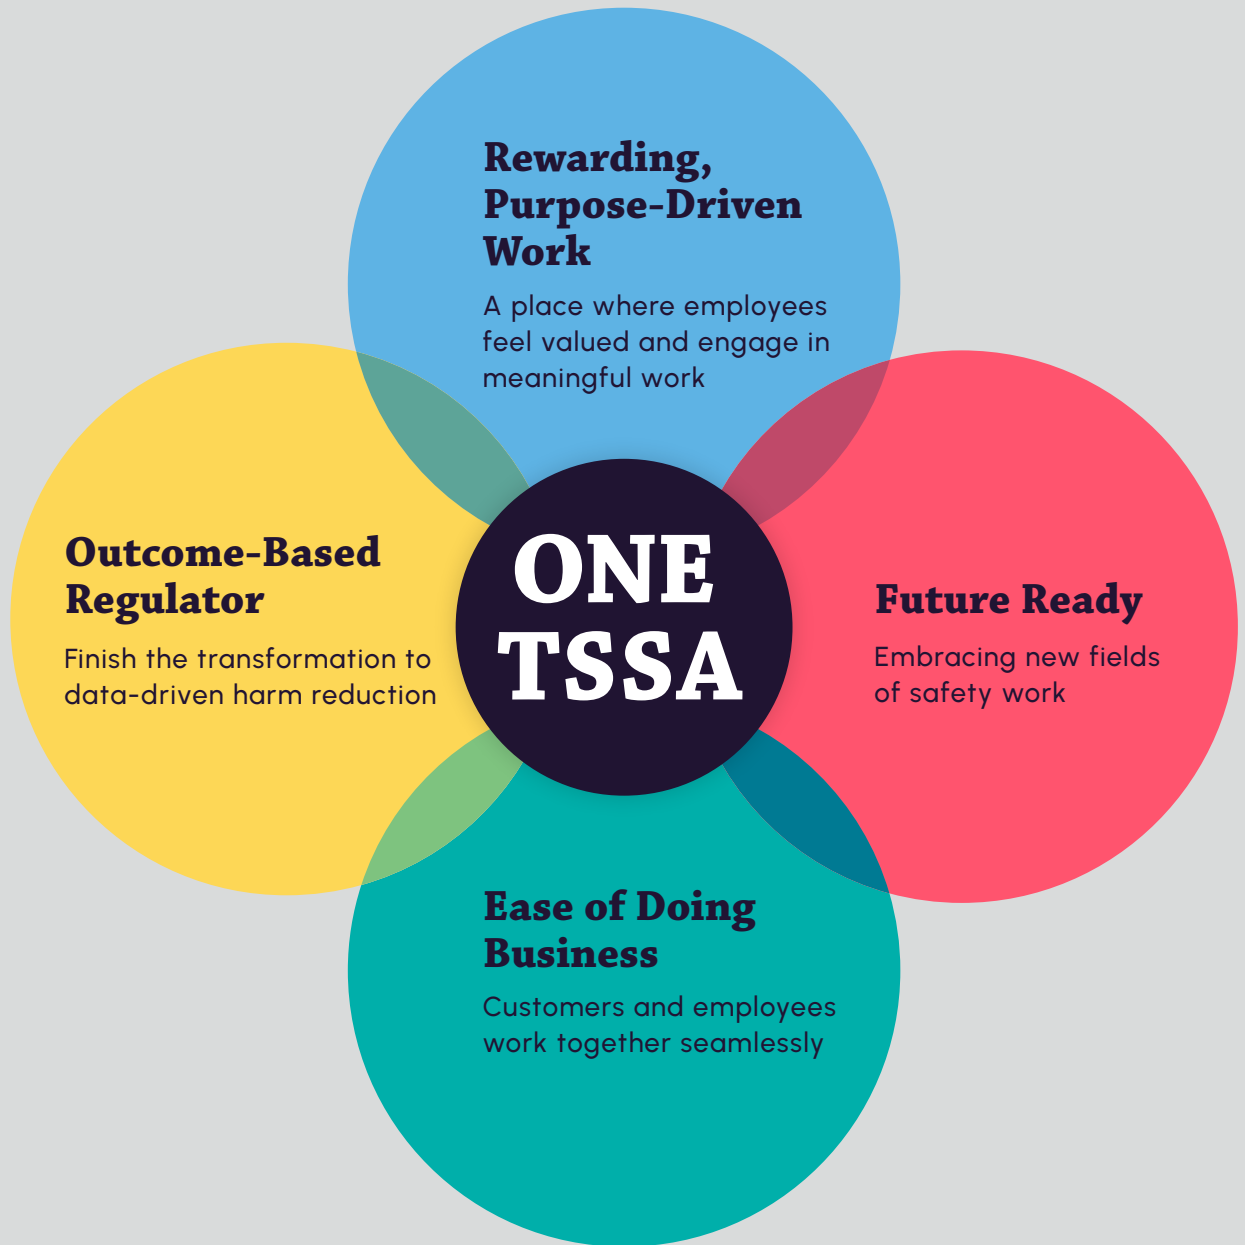 Rewarding,
Purpose-Driven
Work
A place where employees
feel valued and engage in
meaningful work
Outcome-Based
Regulator
Finish the transformation to
data-driven harm reduction
ONE
TSSA
Future Ready
Embracing new fields
of safety work
Ease of Doing
Business
Customers and employees
work together seamlessly